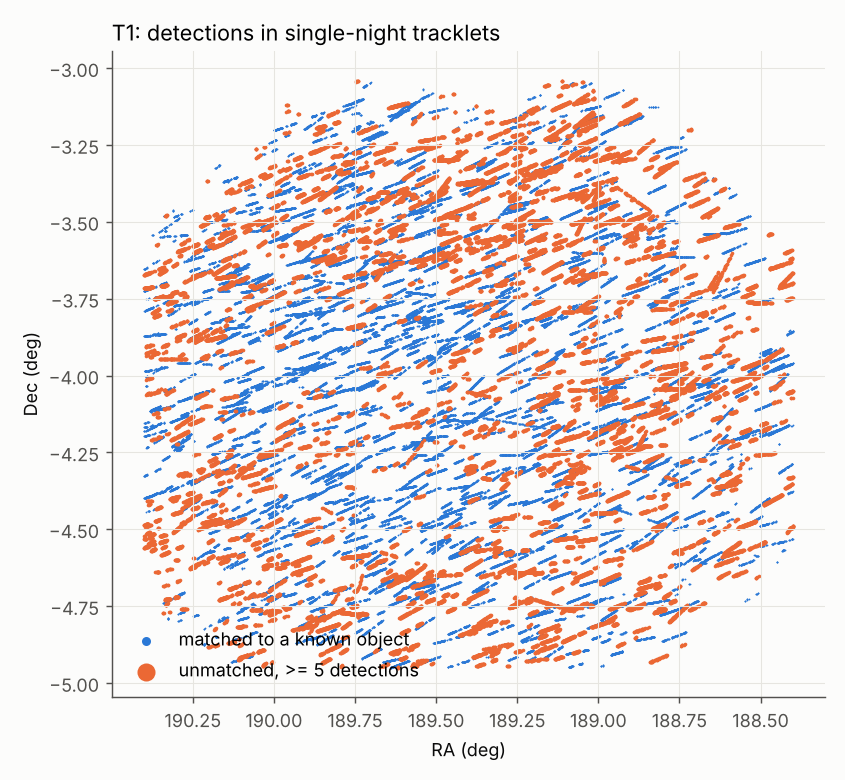 T1: detections in single-night tracklets
−3.00
−3.25
−3.50
−3.75
−4.00
−4.25
−4.50
−4.75
−5.00
Dec (deg)
matched to a known object
unmatched, >= 5 detections
190.25 190.00 189.75 189.50 189.25 189.00 188.75 188.50
RA (deg)